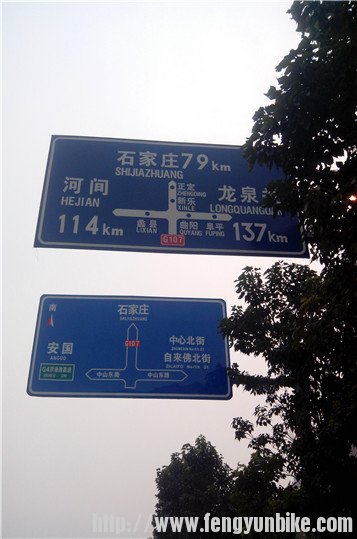 石家庄79km
SHIJIAZHUANG
河间
HEJIAN
正定
ZHENGDING
新乐
XINLE
龙泉
LONGQUANGU
114km
蠡县
LIXIAN
曲阳 阜平
QUYANG FUPING
137km
G107
南
石家庄
SHIJIAZHUANG
安国
ANGUO
G107
中心北街
自来佛北街
中山东路
中山东路
http://www.fengyunbike.com